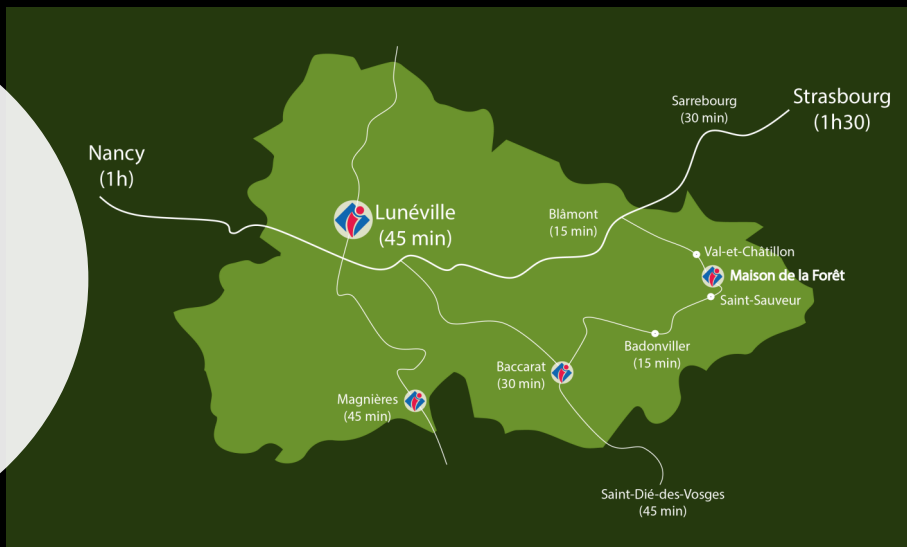 Sarrebourg
(30 min)
Strasbourg
(1h30)
Nancy
(1h)
Lunéville
(45 min)
Blâmont
(15 min)
Val-et-Châtillon
Maison de la Forêt
Saint-Sauveur
Badonviller
(15 min)
Baccarat
(30 min)
Magnières
(45 min)
Saint-Dié-des-Vosges
(45 min)